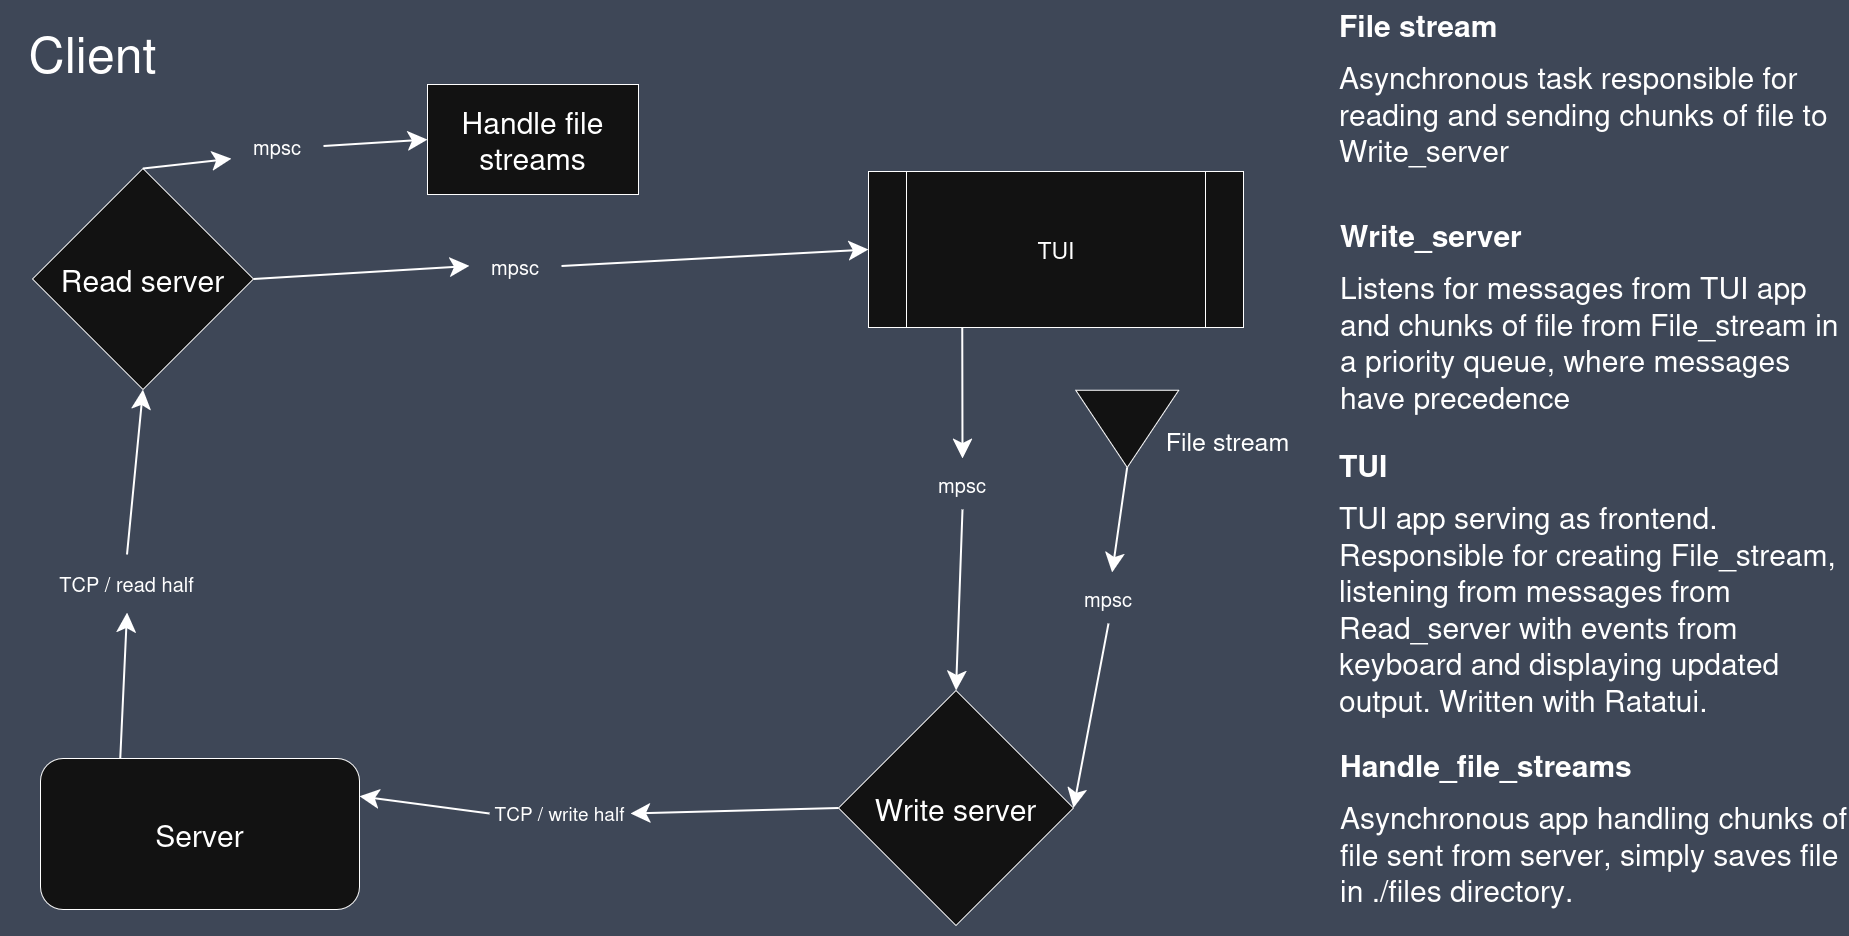 Client
mpsc
Handle file
streams
Read server
mpsc
TUI
mpsc
File stream
mpsc
TCP / read half
Server
TCP / write half
Write server
File stream
Asynchronous task responsible for
reading and sending chunks of file to
Write_server
Write_server
Listens for messages from TUI app
and chunks of file from File_stream in
a priority queue, where messages
have precedence
TUI
TUI app serving as frontend.
Responsible for creating File_stream,
listening from messages from
Read_server with events from
keyboard and displaying updated
output. Written with Ratatui.
Handle_file_streams
Asynchronous app handling chunks of
file sent from server, simply saves file
in ./files directory.